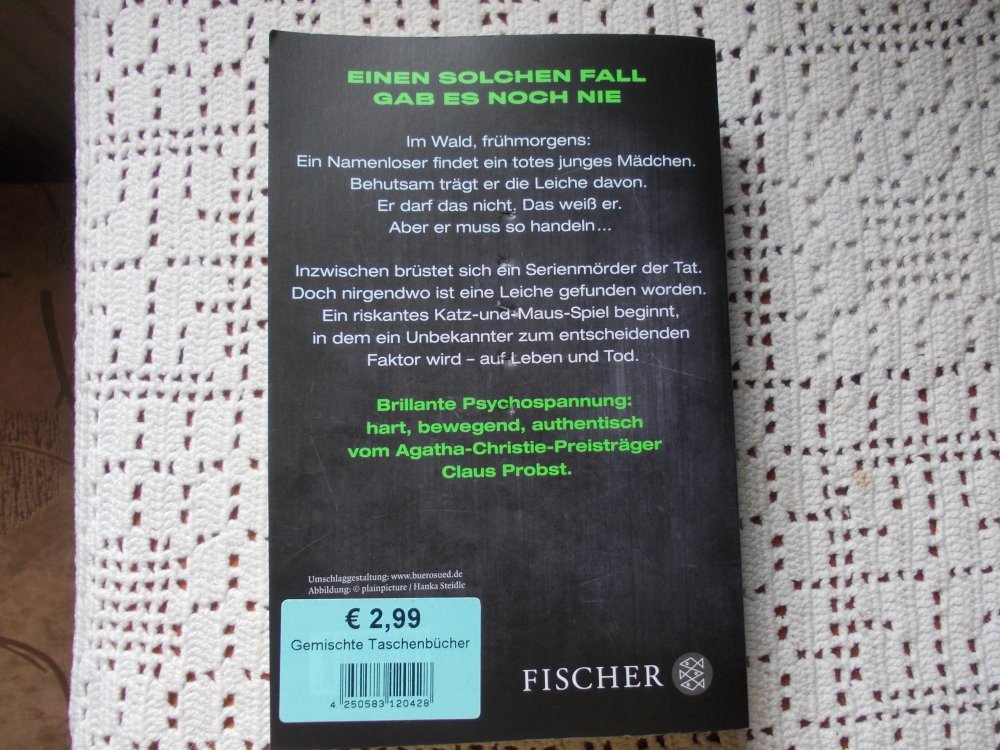 EINEN SOLCHEN FALL
GAB ES NOCH NIE
Im Wald, frühmorgens:
Ein Namenloser findet ein totes junges Mädchen.
Behutsam trägt er die Leiche davon.
Er darf das nicht. Das weiß er.
Aber er muss so handeln...
Inzwischen brüstet sich ein Serienmörder der Tat.
Doch nirgendwo ist eine Leiche gefunden worden.
Ein riskantes Katz-und-Maus-Spiel beginnt,
in dem ein Unbekannter zum entscheidenden
Faktor wird – auf Leben und Tod.
Brillante Psychospannung:
hart, bewegend, authentisch
vom Agatha-Christie-Preisträger
Claus Probst.
Umschlaggestaltung: www.buerosued.de
Abbildung: © plainpicture / Hanka Steidle
€ 2,99
Gemischte Taschenbücher
4 250583 120428
FISCHER